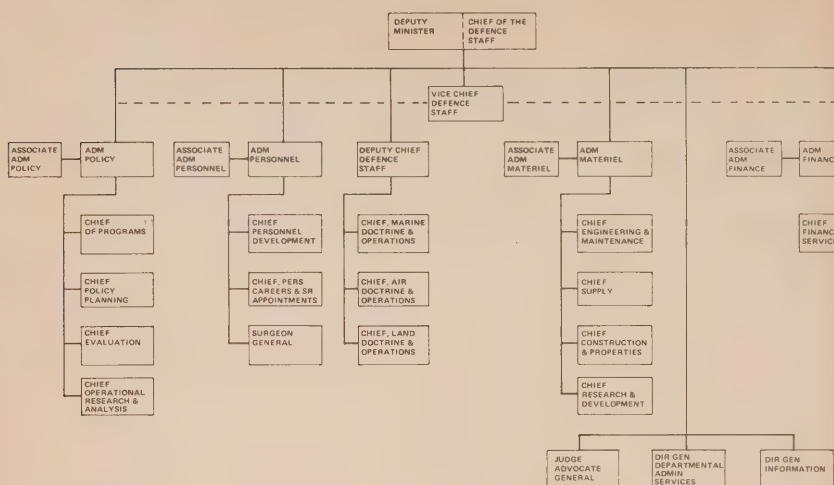 DEPUTY
MINISTER
CHIEF OF THE
DEFENCE
STAFF
VICE CHIEF
DEFENCE
STAFF
ASSOCIATE
ADM
POLICY
ADM
POLICY
ASSOCIATE
ADM
PERSONNEL
ADM
PERSONNEL
DEPUTY CHIEF
DEFENCE
STAFF
ASSOCIATE
ADM
MATERIEL
ADM
MATERIEL
ASSOCIATE
ADM
FINANCE
ADM
FINANC
CHIEF
OF PROGRAMS
CHIEF
POLICY
PLANNING
CHIEF
EVALUATION
CHIEF
OPERATIONAL
RESEARCH &
ANALYSIS
CHIEF
PERSONNEL
DEVELOPMENT
CHIEF, PERS
CAREERS & SR
APPOINTMENTS
SURGEON
GENERAL
CHIEF, MARINE
DOCTRINE &
OPERATIONS
CHIEF, AIR
DOCTRINE &
OPERATIONS
CHIEF, LAND
DOCTRINE &
OPERATIONS
CHIEF
ENGINEERING &
MAINTENANCE
CHIEF
SUPPLY
CHIEF
CONSTRUCTION
& PROPERTIES
CHIEF
RESEARCH &
DEVELOPMENT
CHIEF
FINANC
SERVIC
JUDGE
ADVOCATE
GENERAL
DIR GEN
DEPARTMENTAL
ADMIN
SERVICES
DIR GEN
INFORMATION